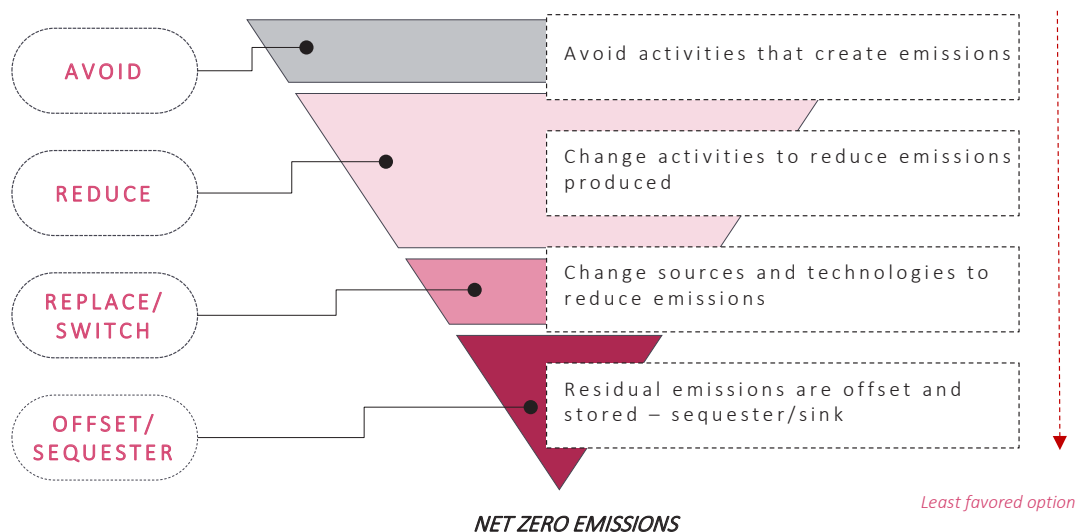 AVOID
Avoid activities that create emissions
REDUCE
Change activities to reduce emissions
produced
REPLACE/
SWITCH
Change sources and technologies to
reduce emissions
OFFSET/
SEQUESTER
Residual emissions are offset and
stored – sequester/sink
Least favored option
NET ZERO EMISSIONS